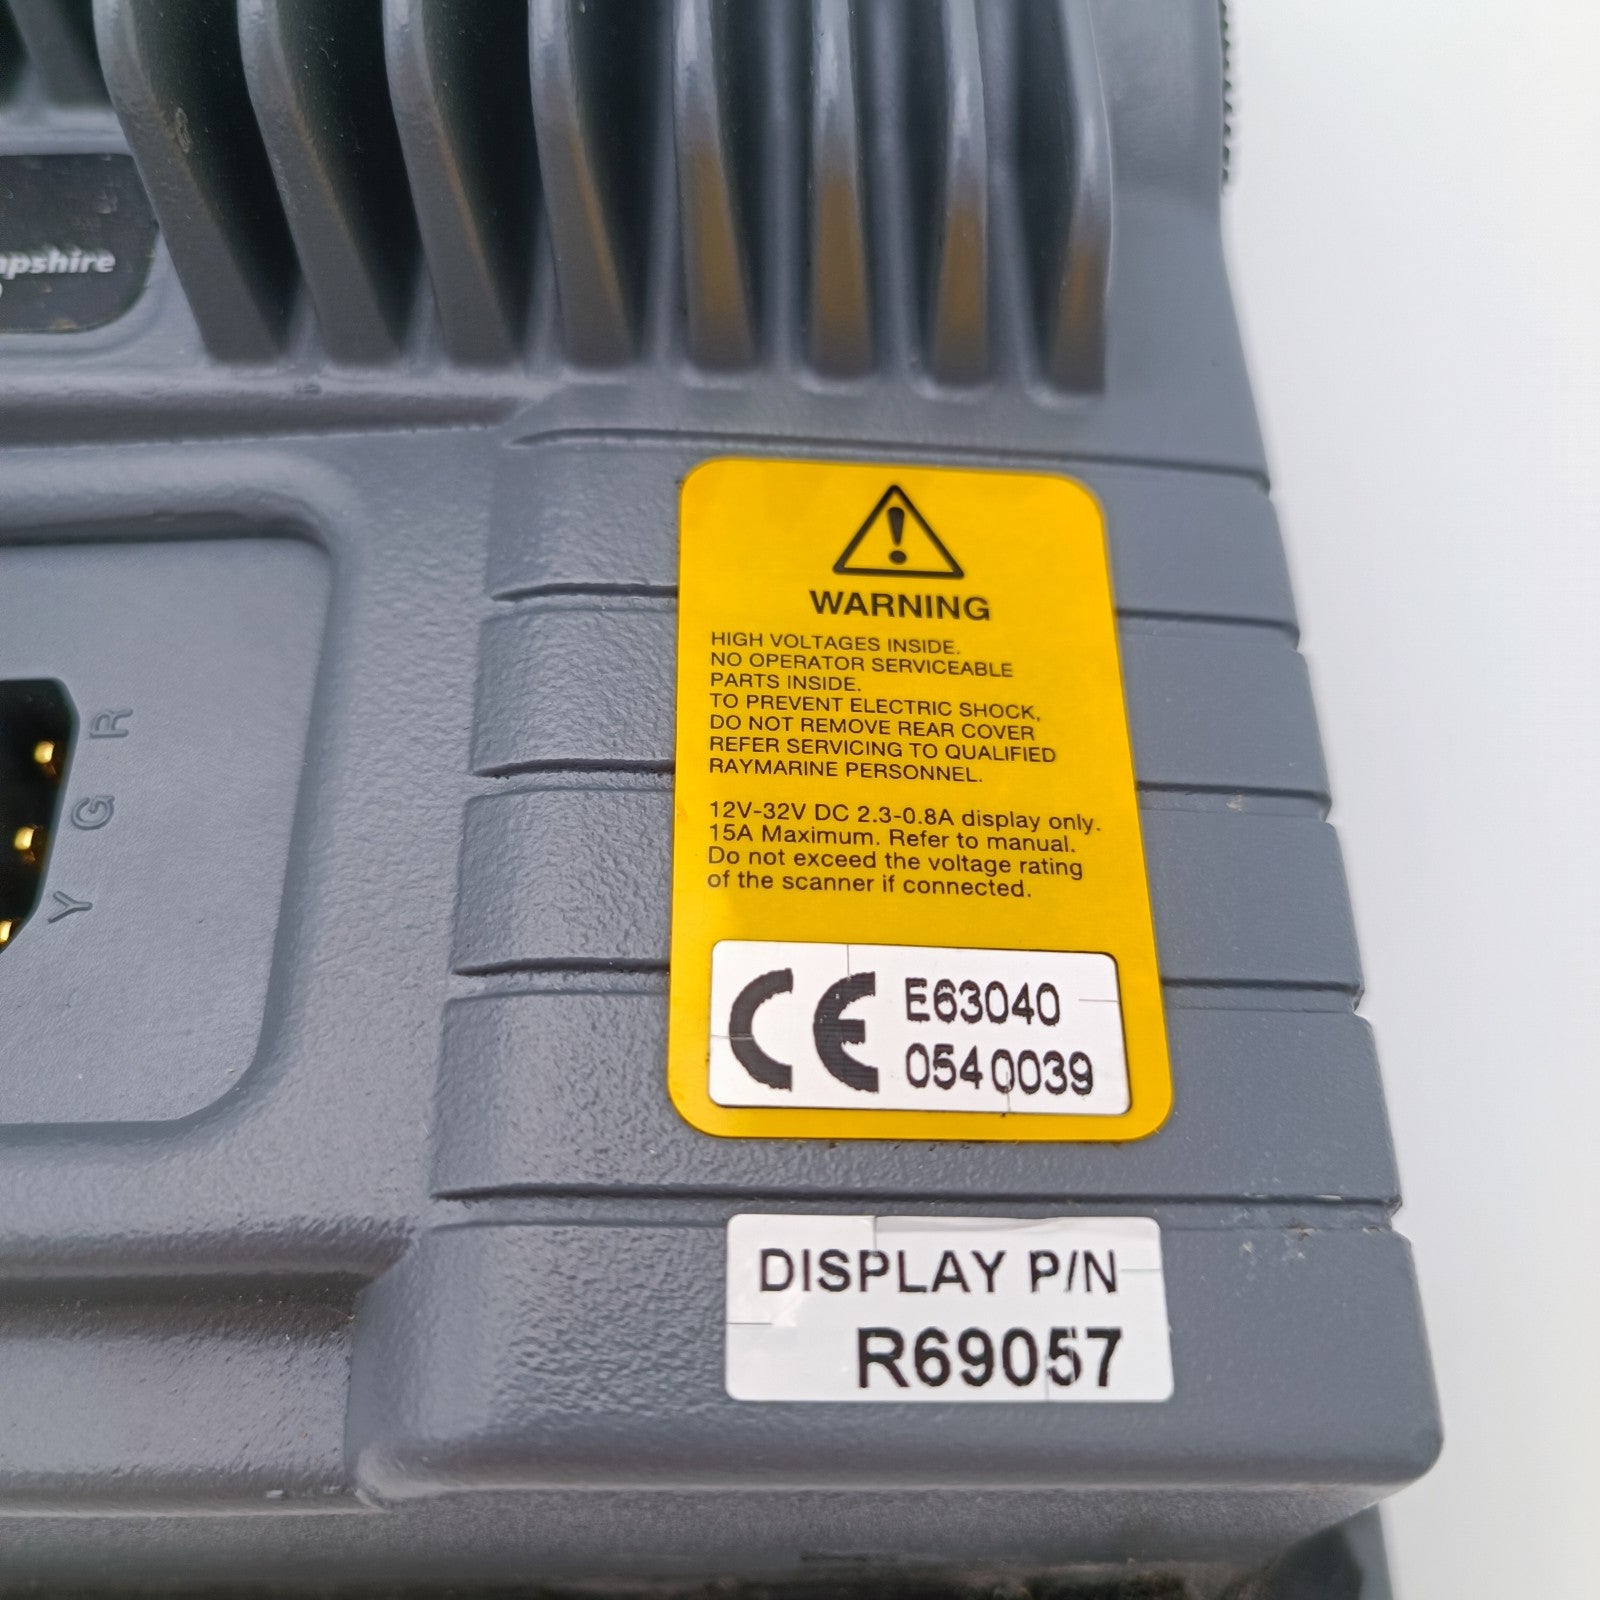 mpshire
R
G
Y
WARNING
HIGH VOLTAGES INSIDE.
NO OPERATOR SERVICEABLE
PARTS INSIDE.
TO PREVENT ELECTRIC SHOCK,
DO NOT REMOVE REAR COVER
REFER SERVICING TO QUALIFIED
RAYMARINE PERSONNEL.
12V-32V DC 2.3-0.8A display only.
15A Maximum. Refer to manual.
Do not exceed the voltage rating
of the scanner if connected.
CE E63040
0540039
DISPLAY P/N
R69057